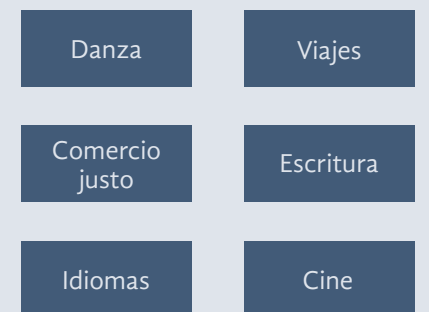 Danza
Viajes
Comercio
justo
Escritura
Idiomas
Cine